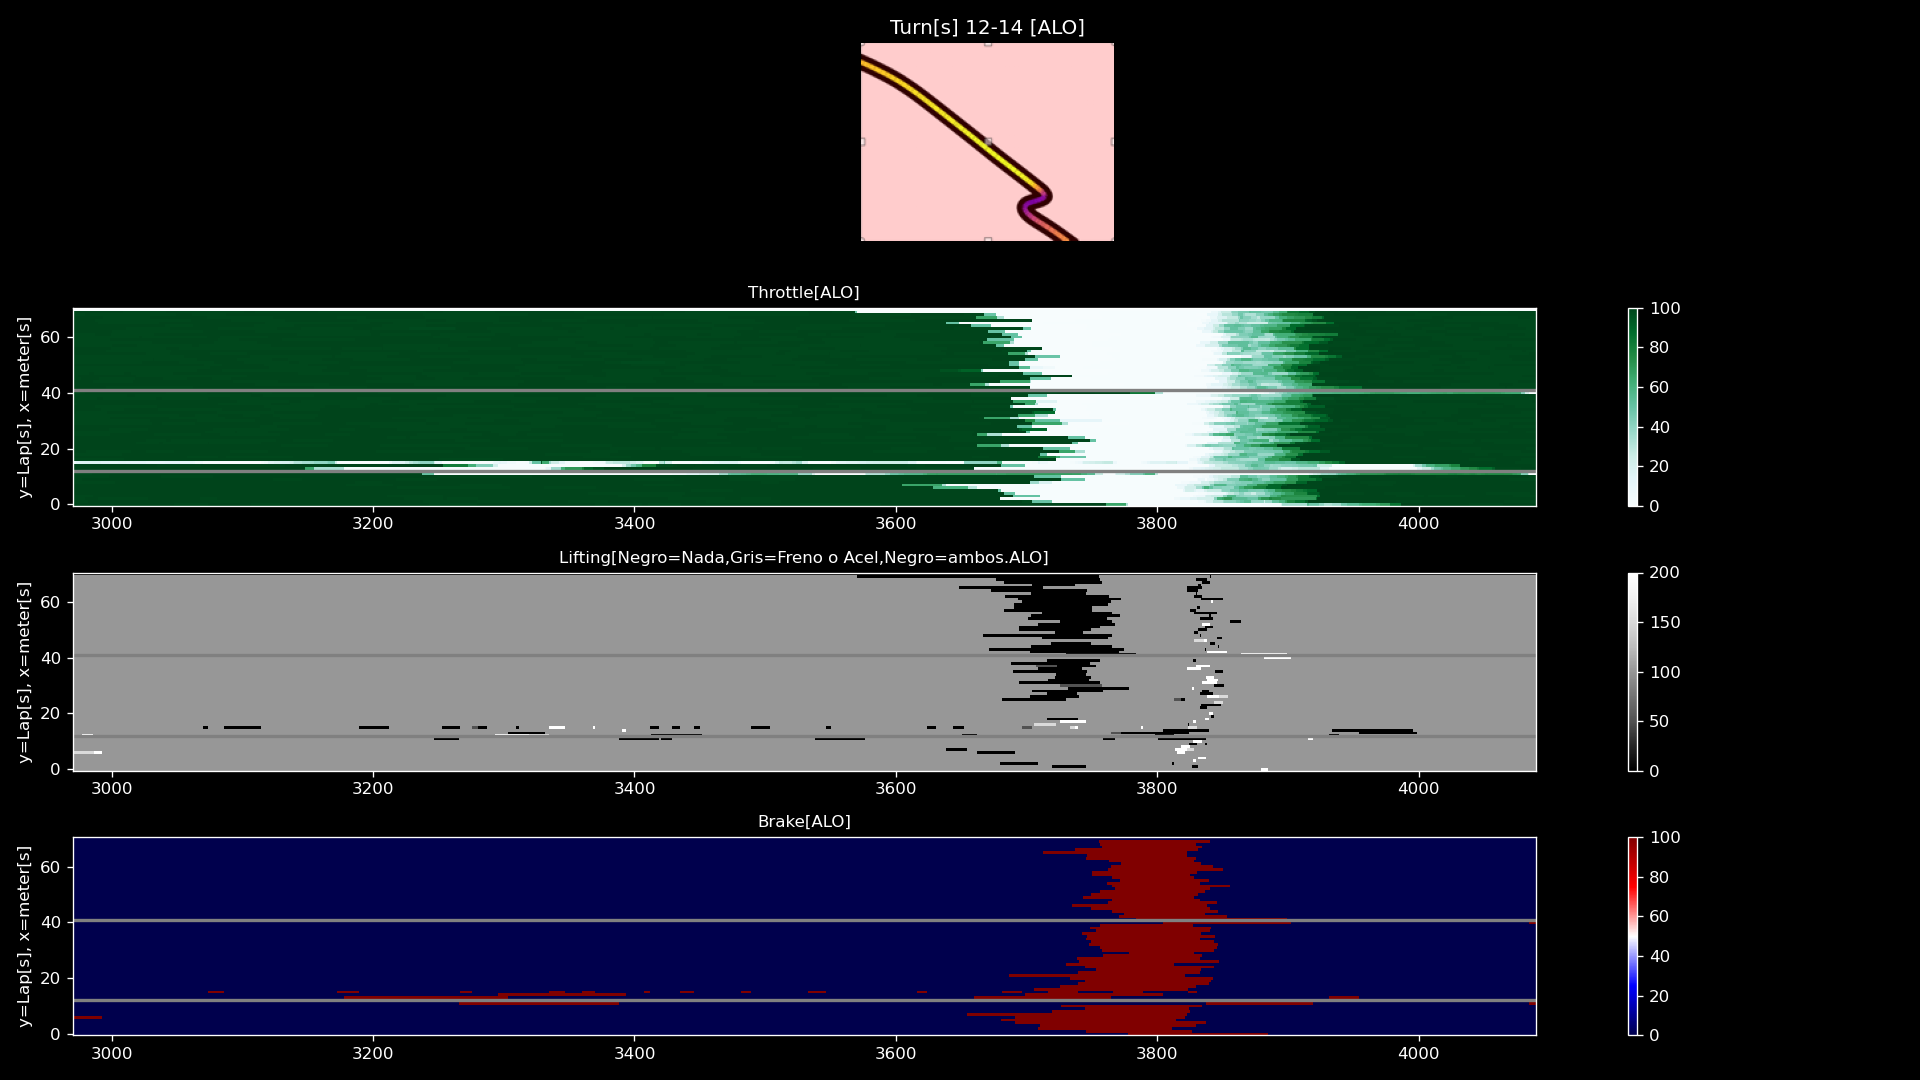 Turn[s] 12-14 [ALO]
Throttle[ALO]
y=Lap[s], x=meter[s]
60
40
20
0
3000 3200 3400 3600 3800 4000
100
80
60
40
20
0
Lifting[Negro=Nada,Gris=Freno o Acel,Negro=ambos.ALO]
y=Lap[s], x=meter[s]
60
40
20
0
3000 3200 3400 3600 3800 4000
200
150
100
50
0
Brake[ALO]
y=Lap[s], x=meter[s]
60
40
20
0
3000 3200 3400 3600 3800 4000
100
80
60
40
20
0